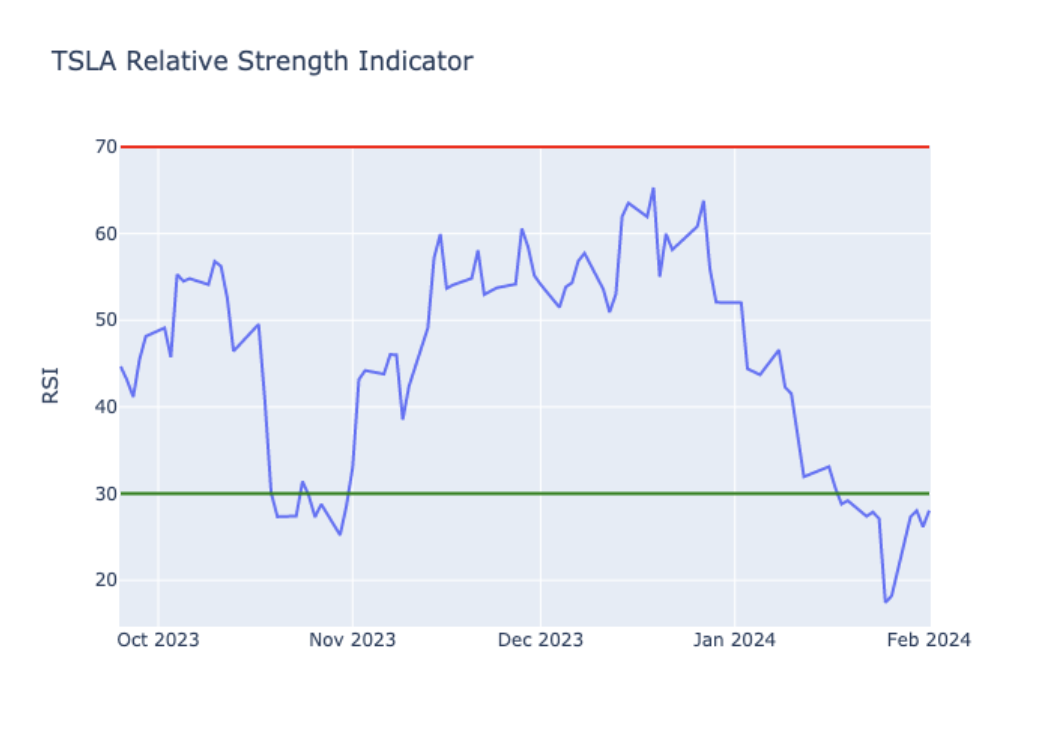 TSLA Relative Strength Indicator
70
60
50
40
30
20
RSI
Oct 2023
Nov 2023
Dec 2023
Jan 2024
Feb 2024